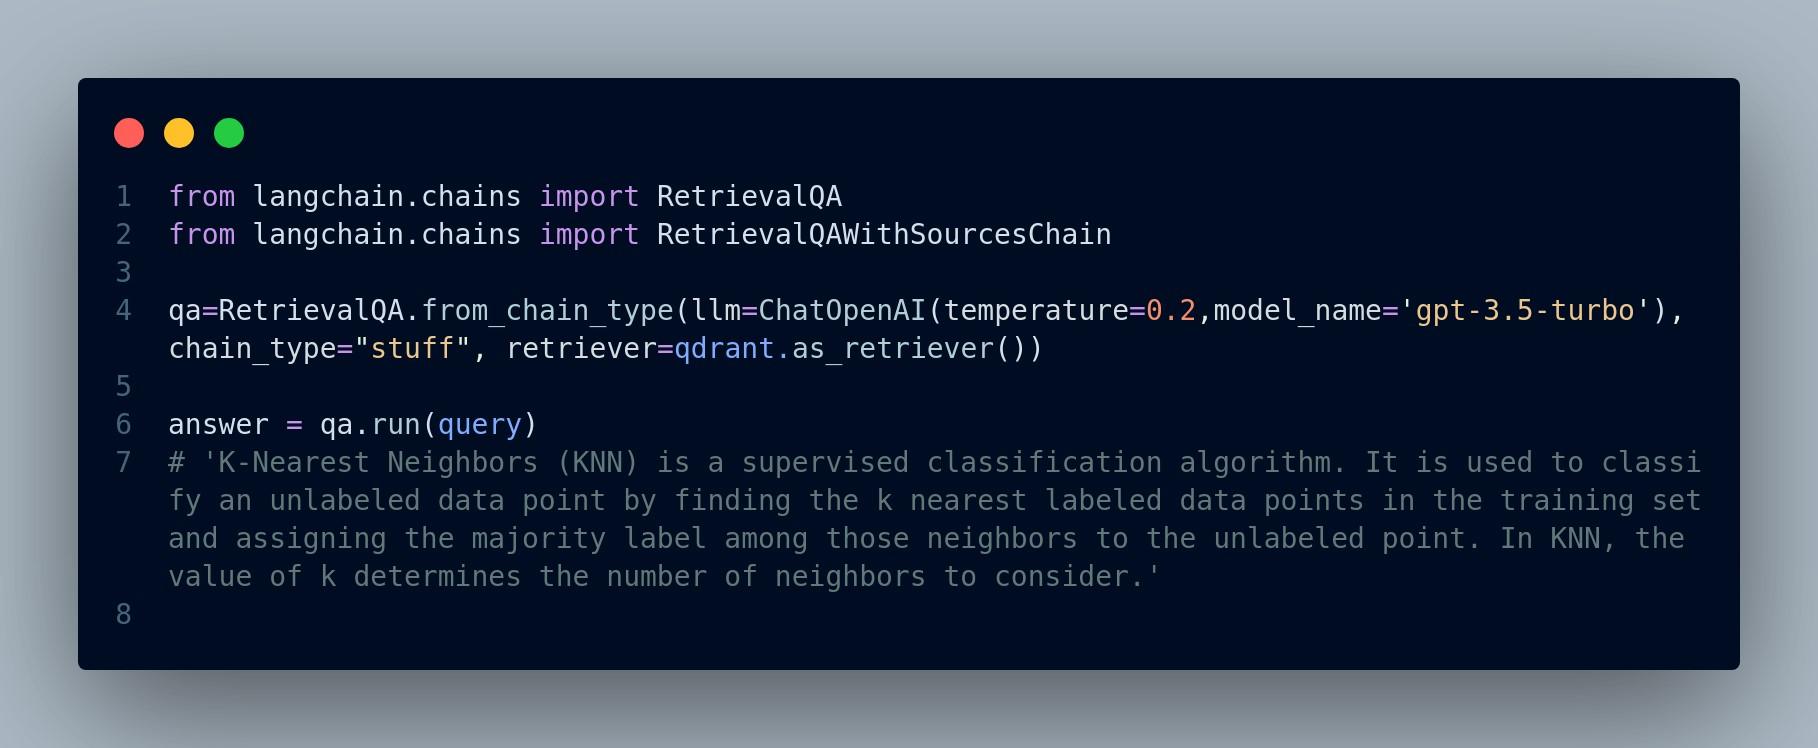 1 from langchain.chains import RetrievalQA
2 from langchain.chains import RetrievalQAWithSourcesChain
3
4 qa=RetrievalQA.from_chain_type(llm=ChatOpenAI(temperature=0.2,model_name='gpt-3.5-turbo'),
chain_type="stuff", retriever=qdrant.as_retriever())
5
6 answer = qa.run(query)
7 # 'K-Nearest Neighbors (KNN) is a supervised classification algorithm. It is used to classi
fy an unlabeled data point by finding the k nearest labeled data points in the training set
and assigning the majority label among those neighbors to the unlabeled point. In KNN, the
value of k determines the number of neighbors to consider.'
8